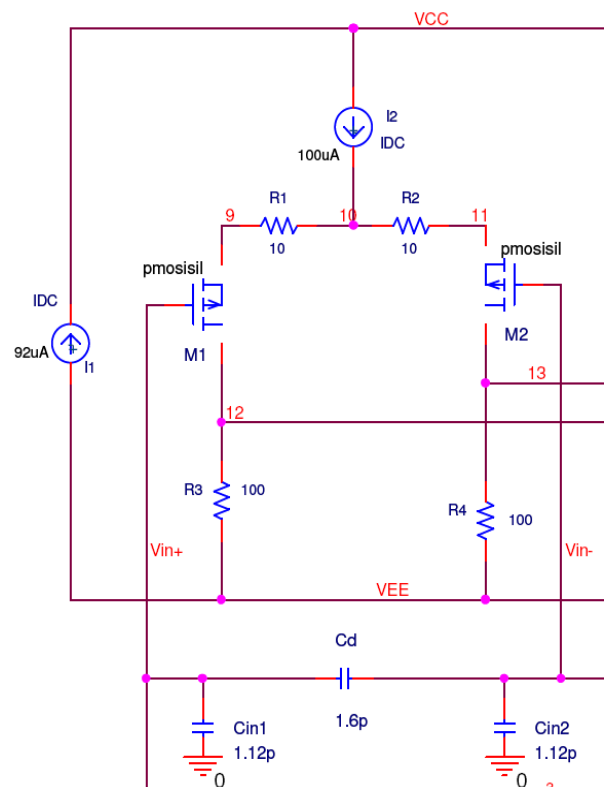 VCC
I2
IDC
100uA
R1
R2
9
10
11
10
10
pmosisil
pmosisil
IDC
92uA
I1
M1
M2
13
12
R3
100
R4
100
Vin+
Vin-
VEE
Cd
1.6p
Cin1
1.12p
Cin2
1.12p
0
0